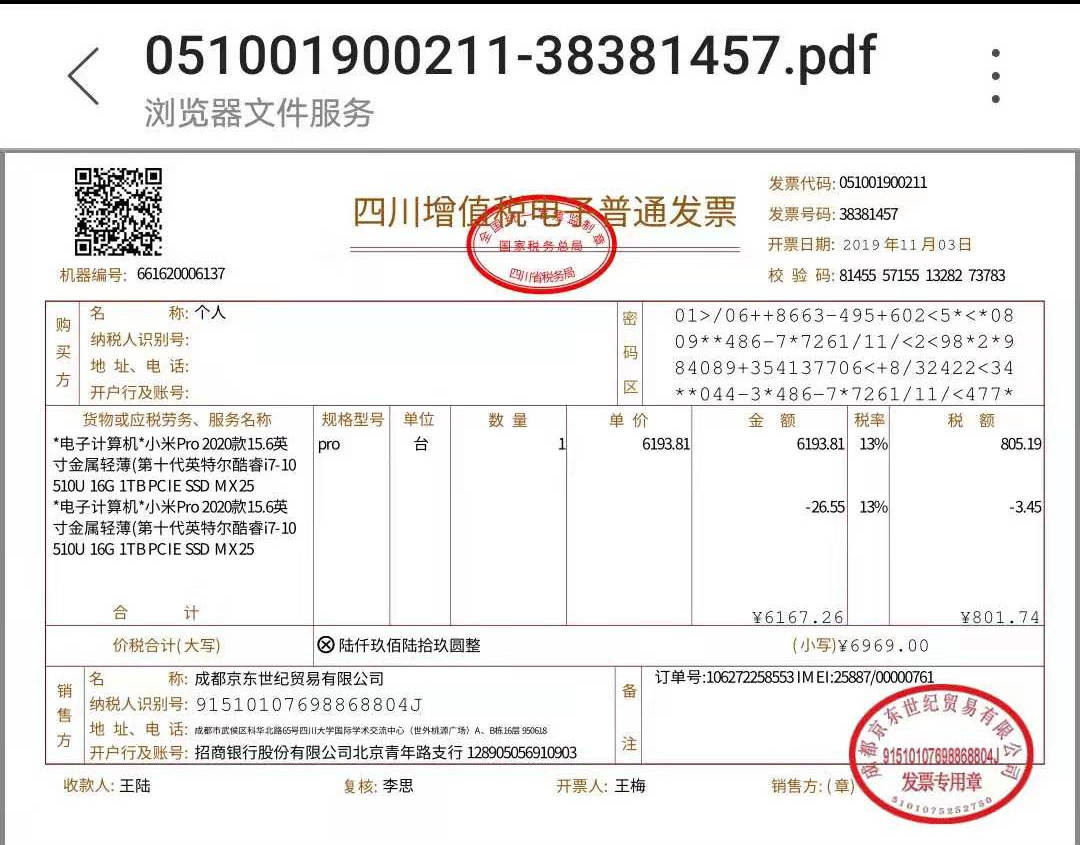 051001900211-38381457.pdf
浏览器文件服务
四川增值税电子普通发票
全国统一发票监制章
国家税务总局
四川省税务局
发票代码: 051001900211
发票号码: 38381457
开票日期: 2019 年11 月03日
校 验 码: 81455 57155 13282 73783
机器编号: 661620006137
购买方
名 称: 个人
纳税人识别号:
地 址、电 话:
开户行及账号:
密码区
01>/06++8663-495+602<5*<*08
09**486-7*7261/11/<2<98*2*9
84089+354137706<+8/32422<34
**044-3*486-7*7261/11/<477*
货物或应税劳务、服务名称 规格型号 单位 数 量 单 价 金 额 税率 税 额
*电子计算机*小米Pro 2020款15.6英 pro 台 1 6193.81 6193.81 13% 805.19
寸金属轻薄(第十代英特尔酷睿i7-10
510U 16G 1TB PCIE SSD MX25
*电子计算机*小米Pro 2020款15.6英 -26.55 13% -3.45
寸金属轻薄(第十代英特尔酷睿i7-10
510U 16G 1TB PCIE SSD MX25
合 计 ¥6167.26 ¥801.74
价税合计(大写) ⊗陆仟玖佰陆拾玖圆整 (小写)¥6969.00
销售方
名 称: 成都京东世纪贸易有限公司
纳税人识别号: 91510107698868804J
地 址、电 话: 成都市武侯区科华北路65号四川大学国际学术交流中心(世外桃源广场)A、B栋16层 950618
开户行及账号: 招商银行股份有限公司北京青年路支行 128905056910903
备注
订单号:106272258553 IMEI:25887/00000761
成都京东世纪贸易有限公司
91510107698868804J
发票专用章
5101075252750
收款人: 王陆 复核: 李思 开票人: 王梅 销售方: (章)